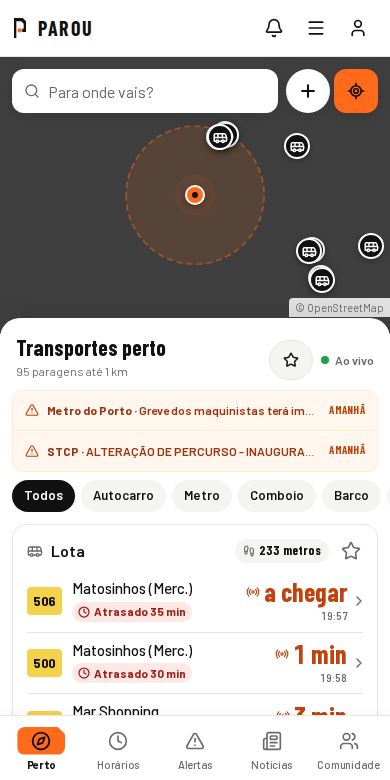 PAROU
Para onde vais?
© OpenStreetMap
Transportes perto
95 paragens até 1 km
Ao vivo
Metro do Porto · Greve dos maquinistas terá im... AMANHÃ
STCP · ALTERAÇÃO DE PERCURSO - INAUGURA... AMANHÃ
Todos Autocarro Metro Comboio Barco
Lota 233 metros
506 Matosinhos (Merc.) a chegar
Atrasado 35 min 19:57
500 Matosinhos (Merc.) 1 min
Atrasado 30 min 19:58
Mar Shopping 3 min
Perto Horários Alertas Notícias Comunidade